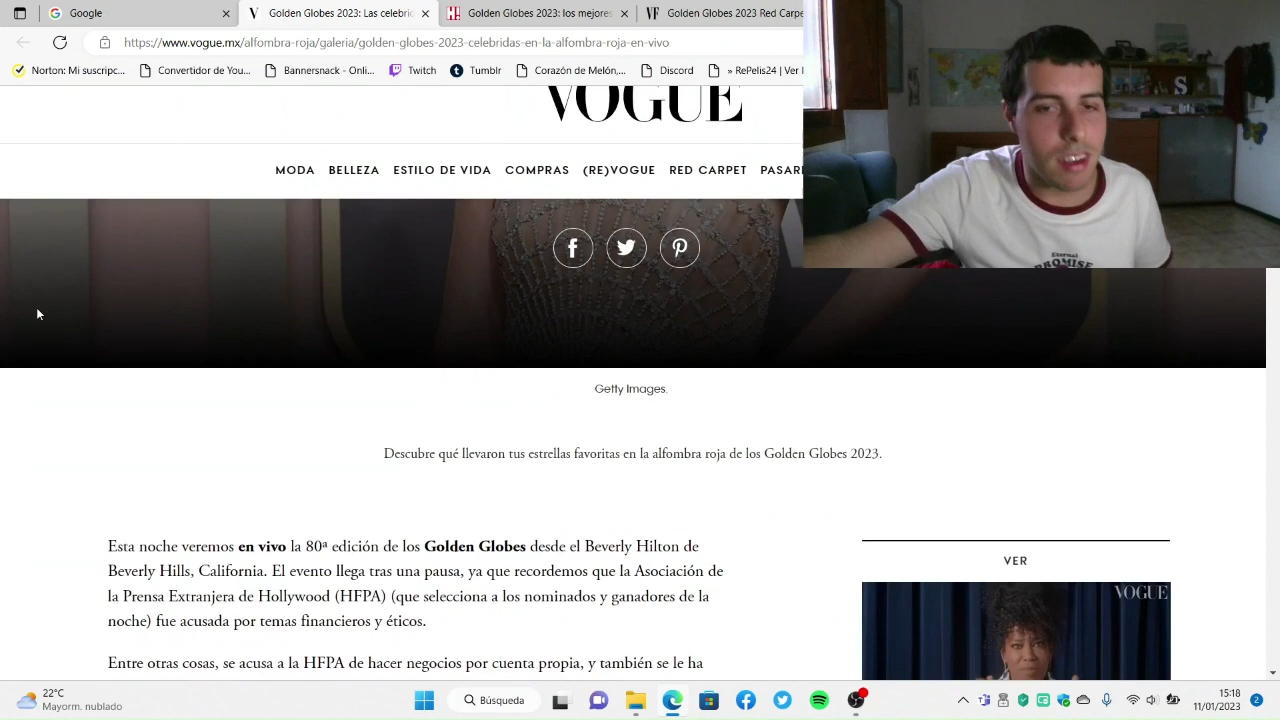 Golden Globes 2023 - Google
2023: Las celebri
Golden Globes 2023: los mejores
2023 Red Carp
https://www.vogue.mx/alfombra-roja/galeria/golden-globes-2023-celebridas-en-la-alfombra-roja-en-vivo
Norton: Mi suscripc... Convertidor de You... Bannersnack - Onli... Twitch Tumblr Corazón de Melón,... Discord » RePelis24 | Ver
VOGUE
MODA BELLEZA ESTILO DE VIDA COMPRAS (RE)VOGUE RED CARPET PASAR
S
Eternal
PROMISE
Getty Images.
Descubre qué llevaron tus estrellas favoritas en la alfombra roja de los Golden Globes 2023.
Esta noche veremos en vivo la 80ª edición de los Golden Globes desde el Beverly Hilton de
Beverly Hills, California. El evento llega tras una pausa, ya que recordemos que la Asociación de
la Prensa Extranjera de Hollywood (HFPA) (que selecciona a los nominados y ganadores de la
noche) fue acusada por temas financieros y éticos.
Entre otras cosas, se acusa a la HFPA de hacer negocios por cuenta propia, y también se le ha
VER
VOGUE
22°C
Mayorm. nublado
Búsqueda
15:18
11/01/2023
2